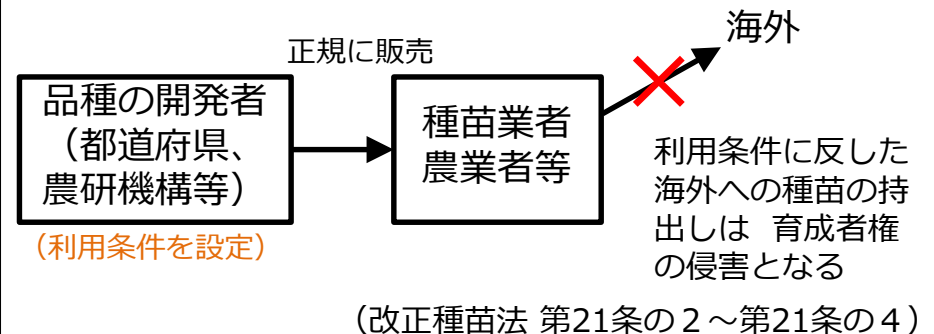 海外
正規に販売
品種の開発者
（都道府県、
農研機構等）
種苗業者
農業者等
（利用条件を設定）
利用条件に反した
海外への種苗の持
出しは 育成者権
の侵害となる
（改正種苗法 第21条の２～第21条の４）